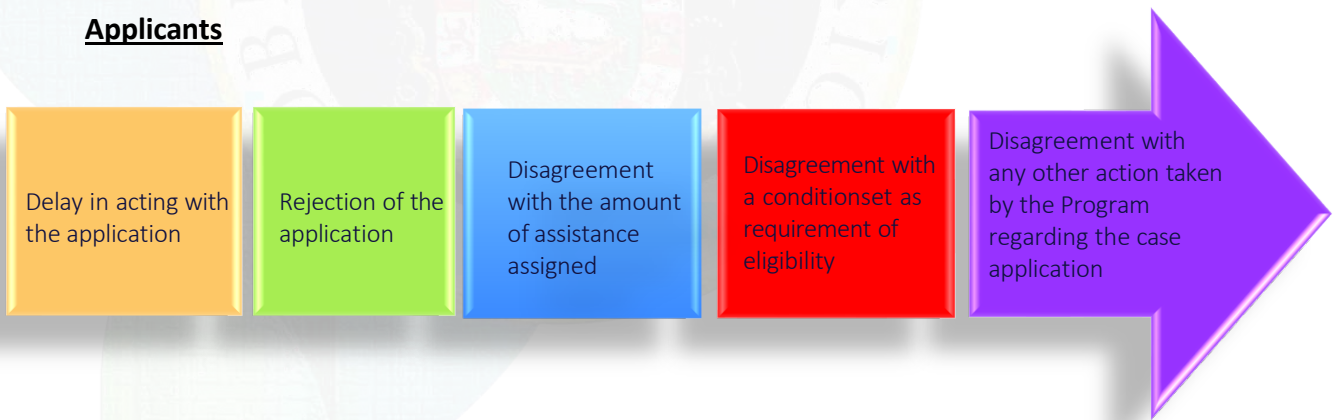 Applicants
Delay in acting with
the application
Rejection of the
application
Disagreement
with the amount
of assistance
assigned
Disagreement with
a conditionset as
requirement of
eligibility
Disagreement with
any other action taken
by the Program
regarding the case
application